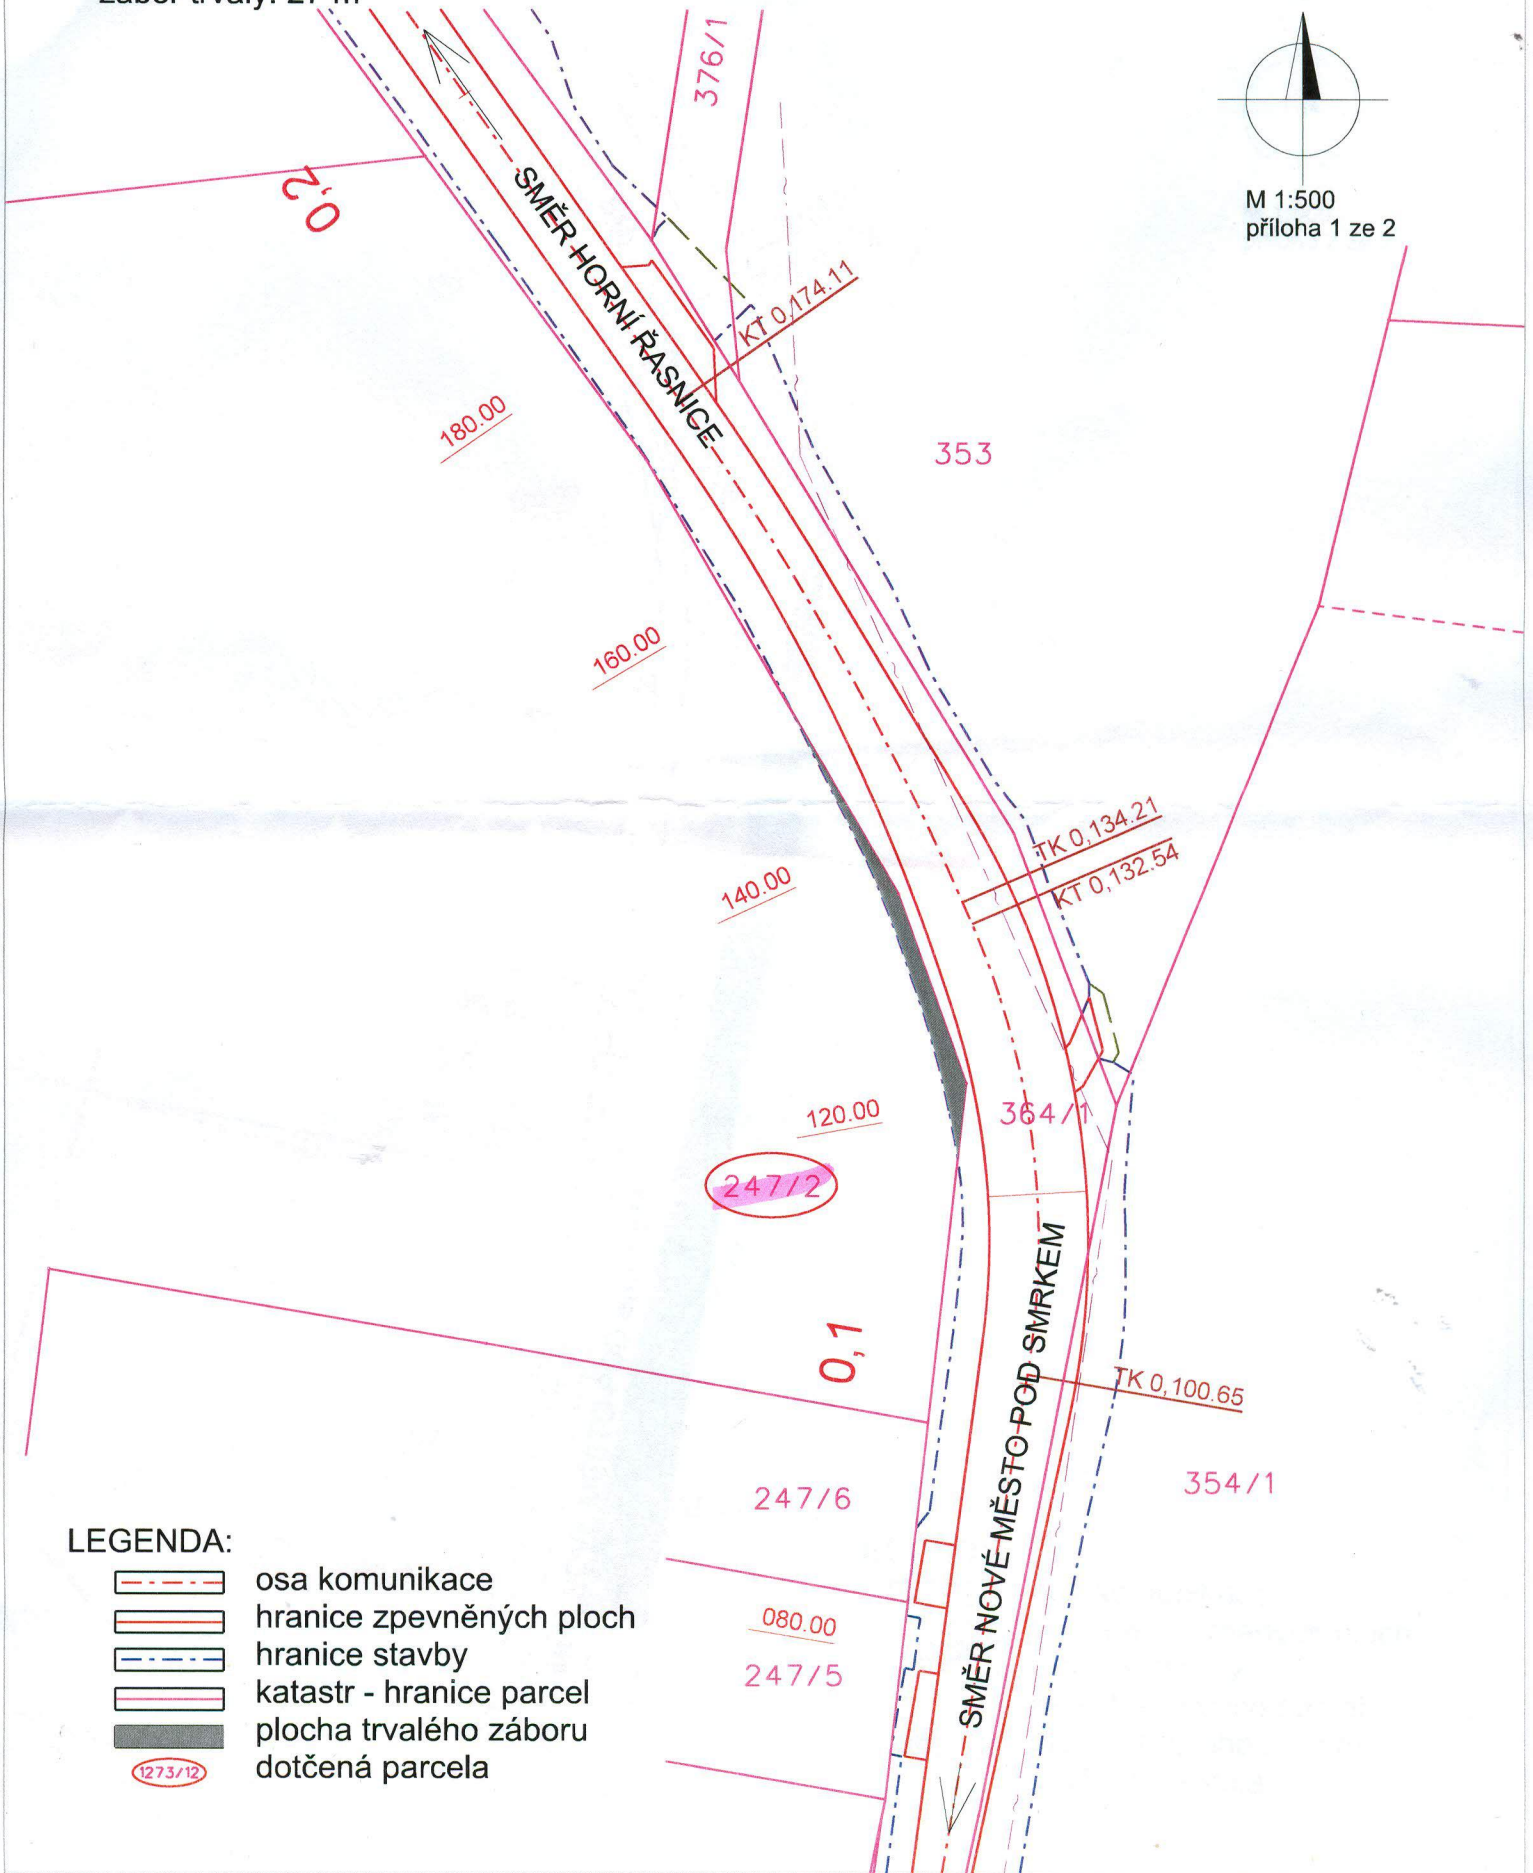 376/1
M 1:500
příloha 1 ze 2
0,2
SMĚR HORNÍ ŘASNICE
KT 0,174.11
180.00
353
160.00
TK 0,134.21
KT 0,132.54
140.00
120.00
364/1
247/2
0,1
SMĚR NOVÉ MĚSTO POD SMRKEM
TK 0,100.65
354/1
247/6
080.00
247/5
LEGENDA:
osa komunikace
hranice zpevněných ploch
hranice stavby
katastr - hranice parcel
plocha trvalého záboru
1273/12
dotčená parcela